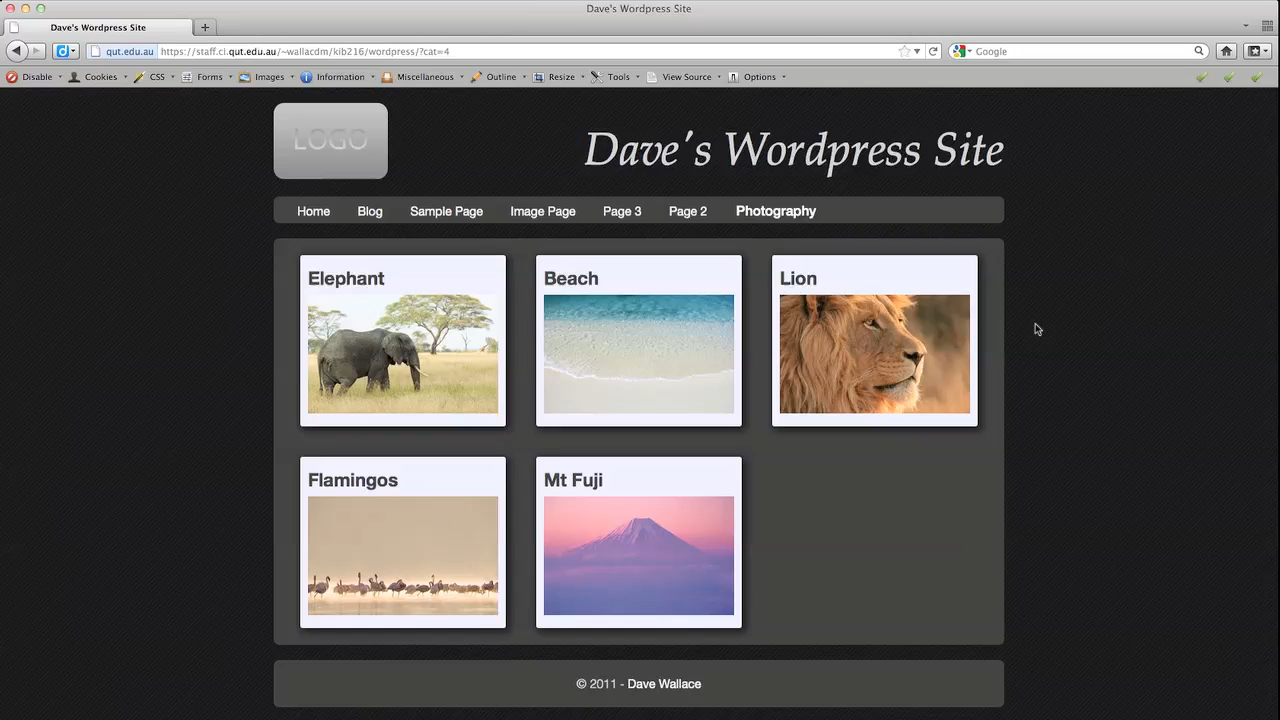 Dave's Wordpress Site
Dave's Wordpress Site
qut.edu.au https://staff.ci.qut.edu.au/~wallacdm/kib216/wordpress/?cat=4 Google
Disable Cookies CSS Forms Images Information Miscellaneous Outline Resize Tools View Source Options
LOGO
Dave's Wordpress Site
Home Blog Sample Page Image Page Page 3 Page 2 Photography
Elephant Beach Lion
Flamingos Mt Fuji
© 2011 - Dave Wallace